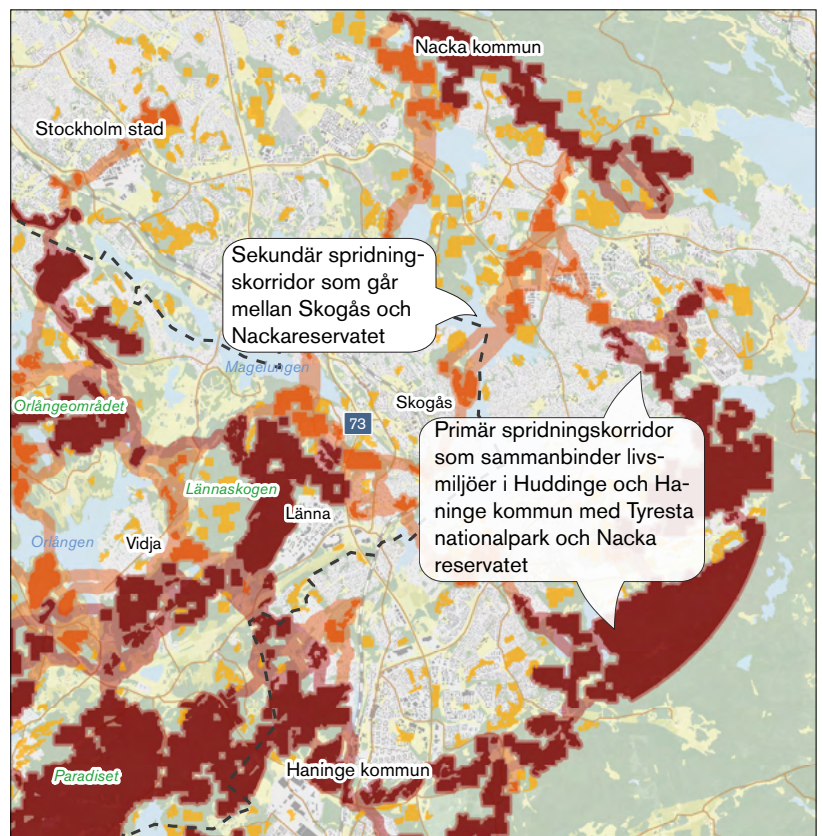 Nacka kommun
Stockholm stad
Sekundär spridning-
skorridor som går
mellan Skogås och
Nackareservatet
Magelungen
Skogås
Orlångeområdet
73
Primär spridningskorridor
som sammanbinder livs-
miljöer i Huddinge och Ha-
ninge kommun med Tyresta
nationalpark och Nacka
reservatet
Lännaskogen
Länna
Orlången
Vidja
Haninge kommun
Paradiset